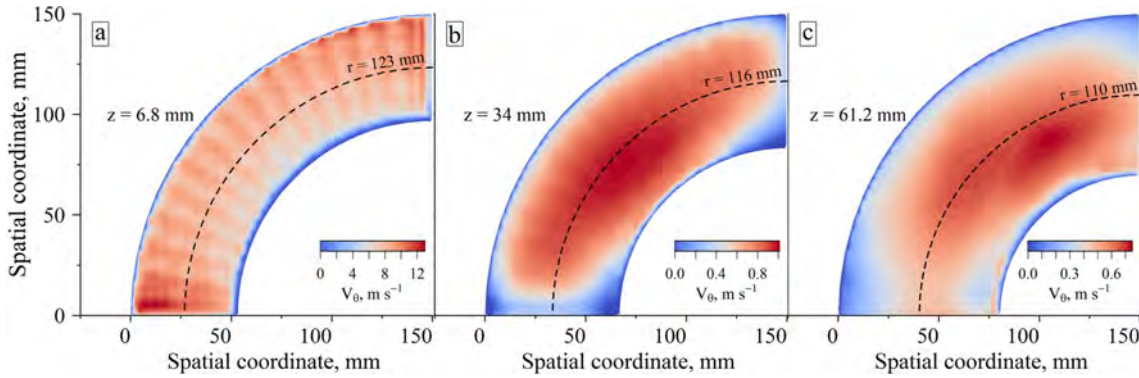 a
b
c
Spatial coordinate, mm
150
100
50
0
z = 6.8 mm
r = 123 mm
0 4 8 12
Vθ, m s⁻¹
0 50 100 150
Spatial coordinate, mm
z = 34 mm
r = 116 mm
0.0 0.4 0.8
Vθ, m s⁻¹
0 50 100 150
Spatial coordinate, mm
z = 61.2 mm
r = 110 mm
0.0 0.3 0.6
Vθ, m s⁻¹
0 50 100 150
Spatial coordinate, mm